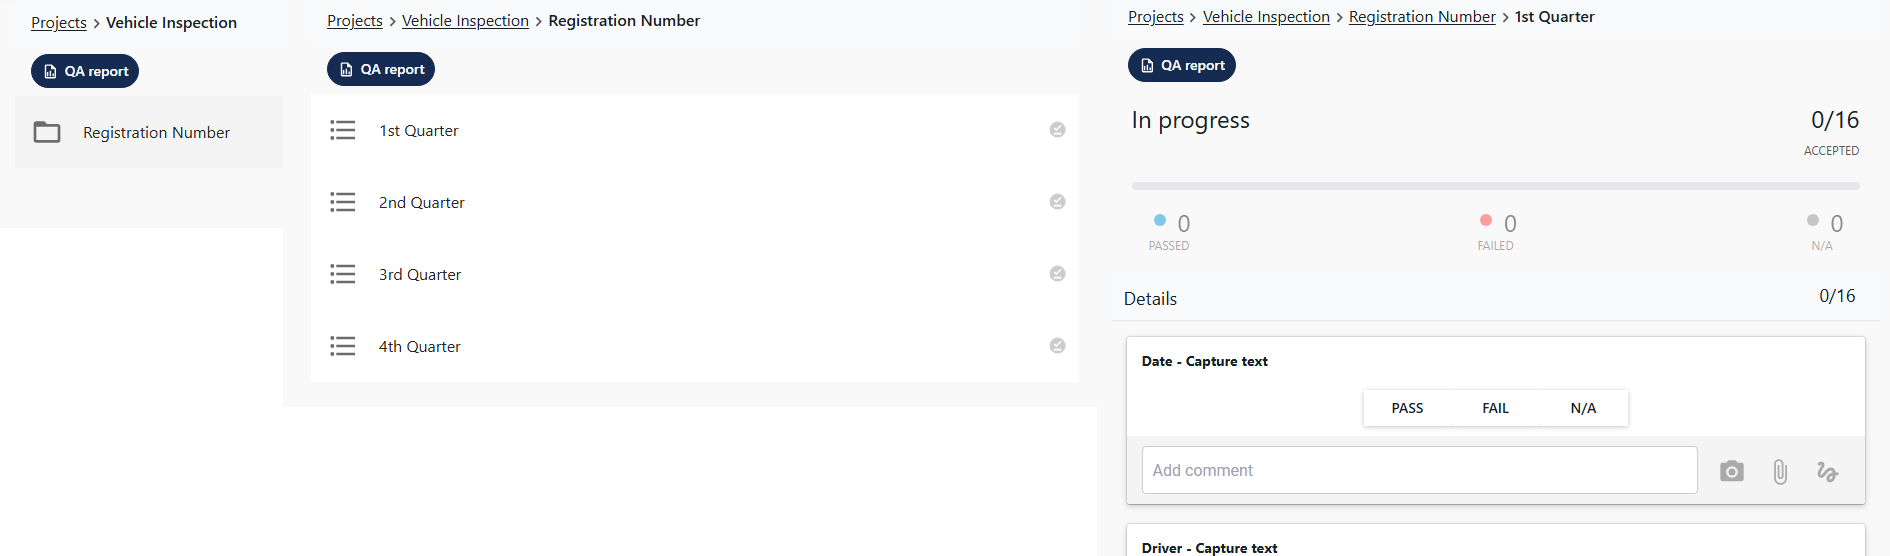 Projects > Vehicle Inspection
QA report
Registration Number
Projects > Vehicle Inspection > Registration Number
QA report
1st Quarter
2nd Quarter
3rd Quarter
4th Quarter
Projects > Vehicle Inspection > Registration Number > 1st Quarter
QA report
In progress 0/16
ACCEPTED
0 0 0
PASSED FAILED N/A
Details 0/16
Date - Capture text
PASS FAIL N/A
Add comment
Driver - Capture text